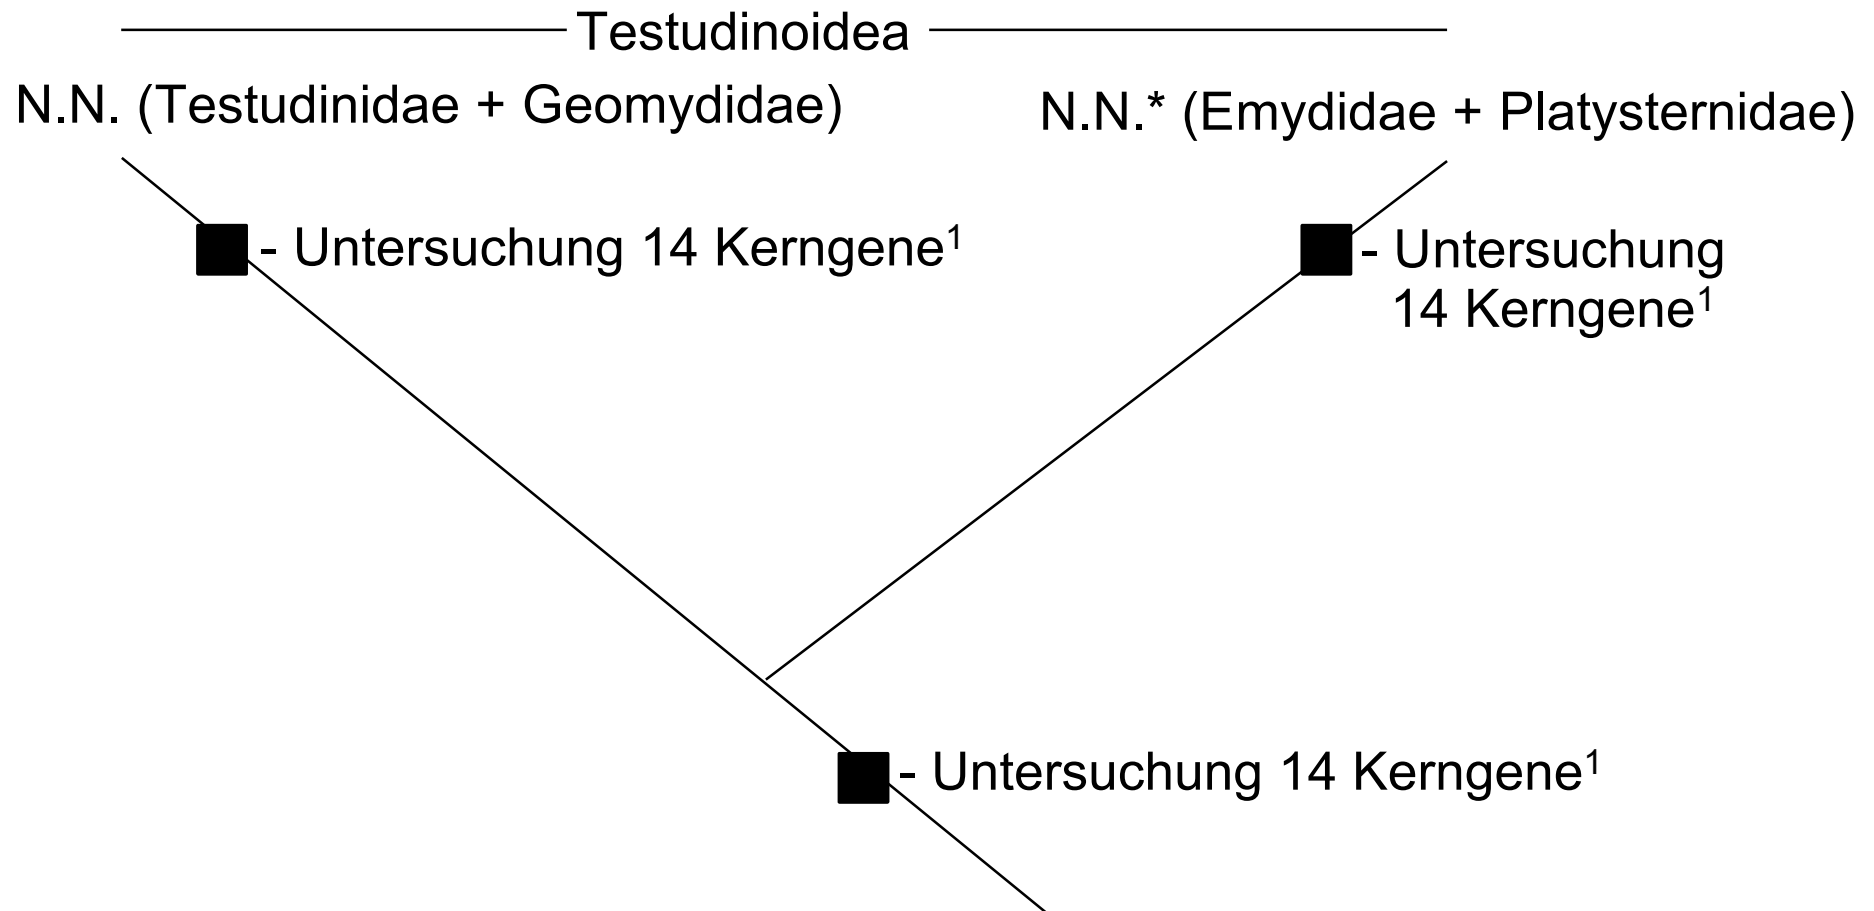 Testudinoidea
N.N. (Testudinidae + Geomydidae)
N.N.* (Emydidae + Platysternidae)
- Untersuchung 14 Kerngene¹
- Untersuchung
14 Kerngene¹
- Untersuchung 14 Kerngene¹